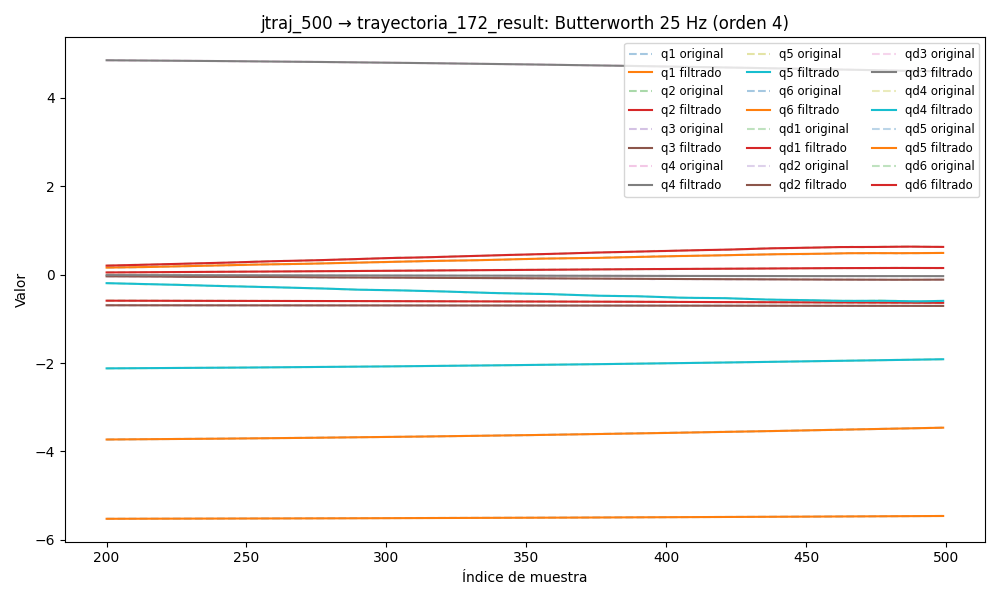 jtraj_500 → trayectoria_172_result: Butterworth 25 Hz (orden 4)
q1 original
q1 filtrado
q2 original
q2 filtrado
q3 original
q3 filtrado
q4 original
q4 filtrado
q5 original
q5 filtrado
q6 original
q6 filtrado
qd1 original
qd1 filtrado
qd2 original
qd2 filtrado
qd3 original
qd3 filtrado
qd4 original
qd4 filtrado
qd5 original
qd5 filtrado
qd6 original
qd6 filtrado
Valor
4
2
0
−2
−4
−6
200
250
300
350
400
450
500
Índice de muestra